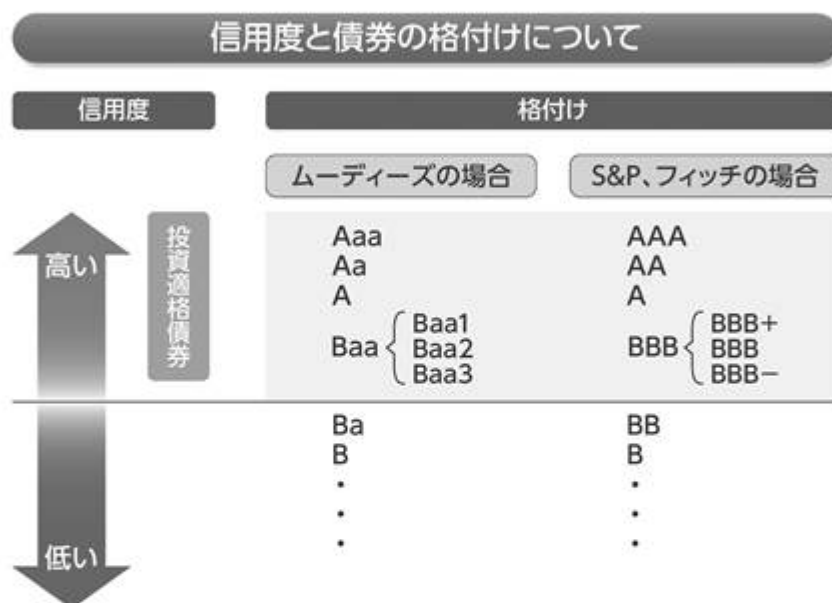 信用度と債券の格付けについて
信用度
格付け
ムーディーズの場合
S&P、フィッチの場合
高い
投資適格債券
Aaa
AAA
Aa
AA
A
A
Baa
Baa1
Baa2
Baa3
BBB
BBB+
BBB
BBB−
Ba
BB
B
B
・
・
・
・
・
・
低い